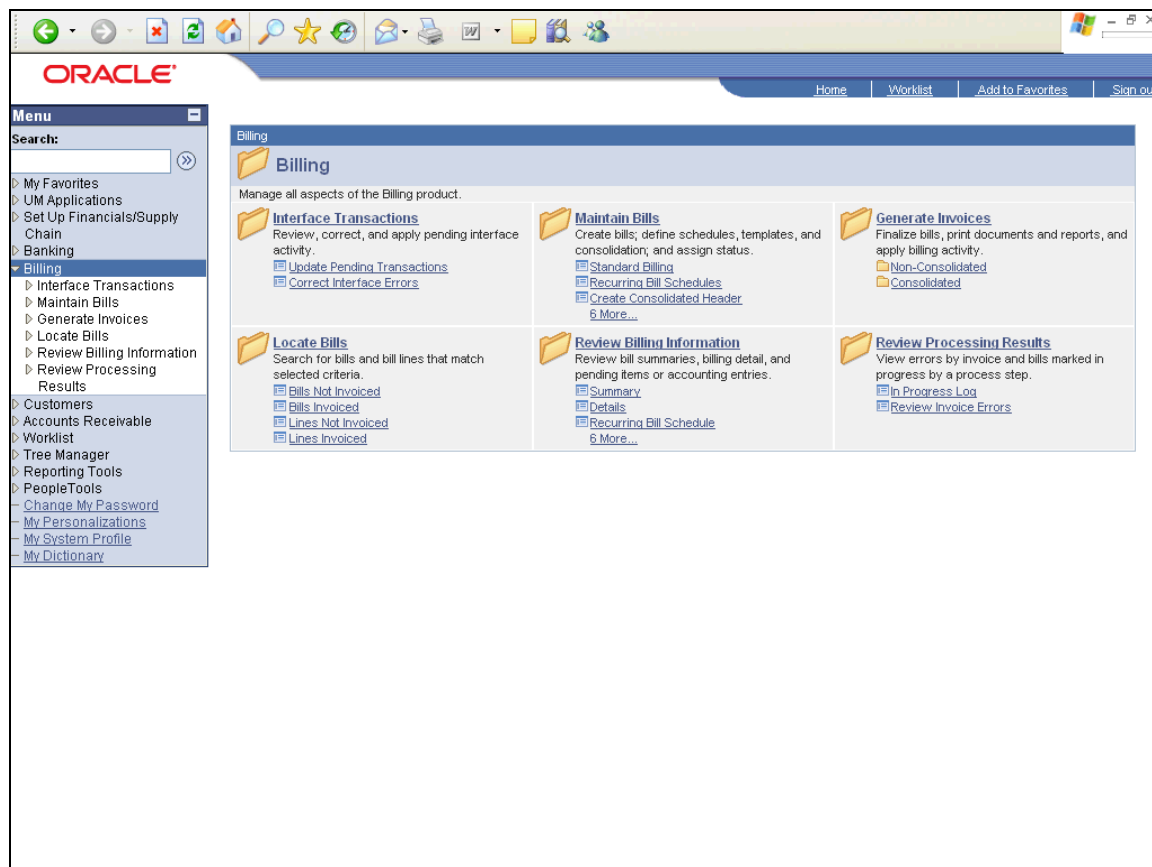 ORACLE
Home Worklist Add to Favorites Sign ou
Menu
Search:
My Favorites
UM Applications
Set Up Financials/Supply
Chain
Banking
Billing
Interface Transactions
Maintain Bills
Generate Invoices
Locate Bills
Review Billing Information
Review Processing
Results
Customers
Accounts Receivable
Worklist
Tree Manager
Reporting Tools
PeopleTools
Change My Password
My Personalizations
My System Profile
My Dictionary
Billing
Billing
Manage all aspects of the Billing product.
Interface Transactions
Review, correct, and apply pending interface
activity.
Update Pending Transactions
Correct Interface Errors
Maintain Bills
Create bills; define schedules, templates, and
consolidation; and assign status.
Standard Billing
Recurring Bill Schedules
Create Consolidated Header
6 More...
Generate Invoices
Finalize bills, print documents and reports, and
apply billing activity.
Non-Consolidated
Consolidated
Locate Bills
Search for bills and bill lines that match
selected criteria.
Bills Not Invoiced
Bills Invoiced
Lines Not Invoiced
Lines Invoiced
Review Billing Information
Review bill summaries, billing detail, and
pending items or accounting entries.
Summary
Details
Recurring Bill Schedule
6 More...
Review Processing Results
View errors by invoice and bills marked in
progress by a process step.
In Progress Log
Review Invoice Errors